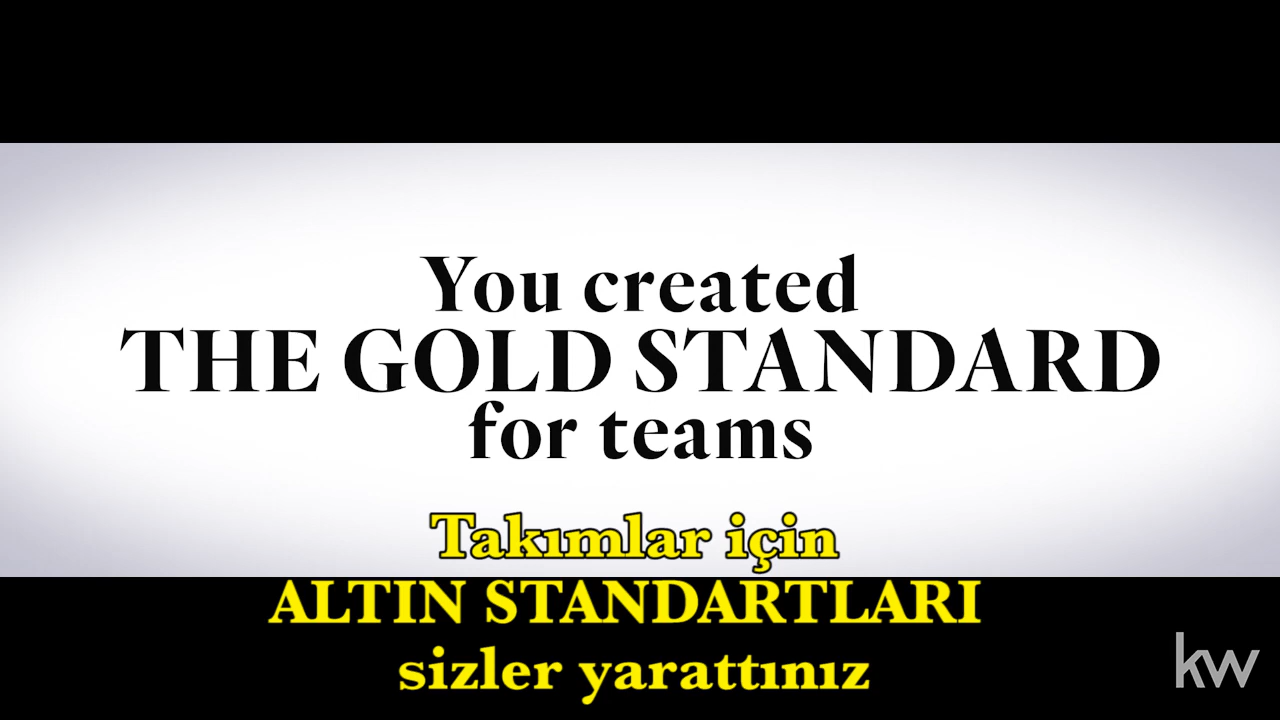 You created
THE GOLD STANDARD
for teams
Takımlar için
ALTIN STANDARTLARI
sizler yarattınız
kw